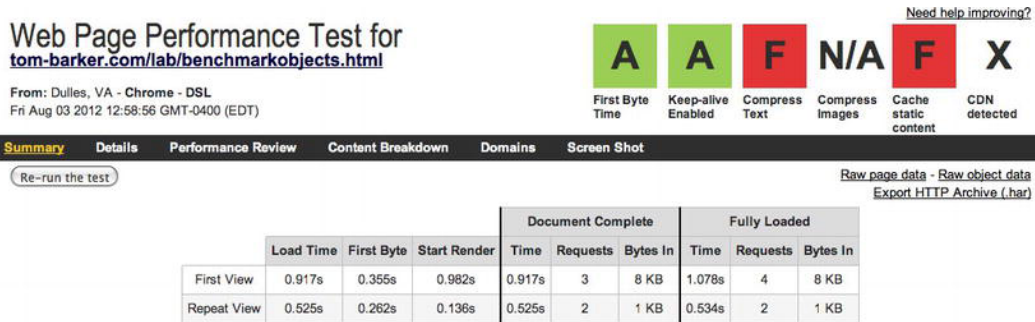 Need help improving?
Web Page Performance Test for
tom-barker.com/lab/benchmarkobjects.html
From: Dulles, VA - Chrome - DSL
Fri Aug 03 2012 12:58:56 GMT-0400 (EDT)
A A F N/A F X
First Byte Time Keep-alive Enabled Compress Text Compress Images Cache static content CDN detected
Summary Details Performance Review Content Breakdown Domains Screen Shot
Re-run the test
Raw page data - Raw object data
Export HTTP Archive (.har)
Document Complete Fully Loaded
Load Time First Byte Start Render Time Requests Bytes In Time Requests Bytes In
First View 0.917s 0.355s 0.982s 0.917s 3 8 KB 1.078s 4 8 KB
Repeat View 0.525s 0.262s 0.136s 0.525s 2 1 KB 0.534s 2 1 KB